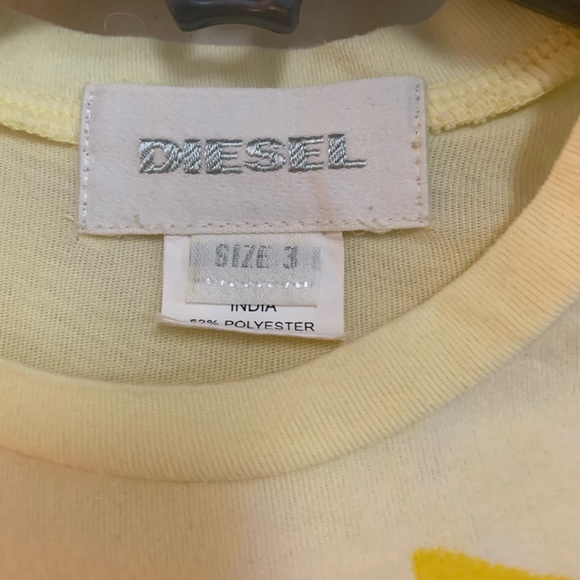 DIESEL
SIZE 3
INDIA
% POLYESTER